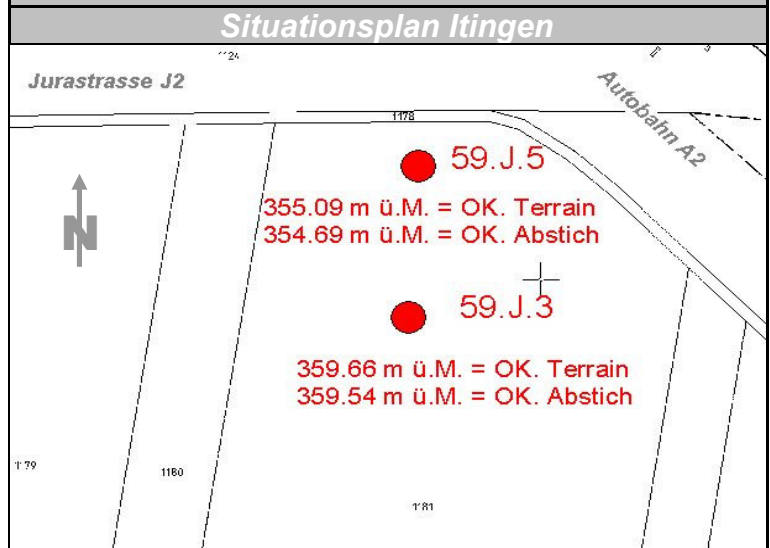 Situationsplan Itingen
1124
Jurastrasse J2
Autobahn A2
1178
59.J.5
355.09 m ü.M. = OK. Terrain
354.69 m ü.M. = OK. Abstich
N
59.J.3
359.66 m ü.M. = OK. Terrain
359.54 m ü.M. = OK. Abstich
1179
1180
1181